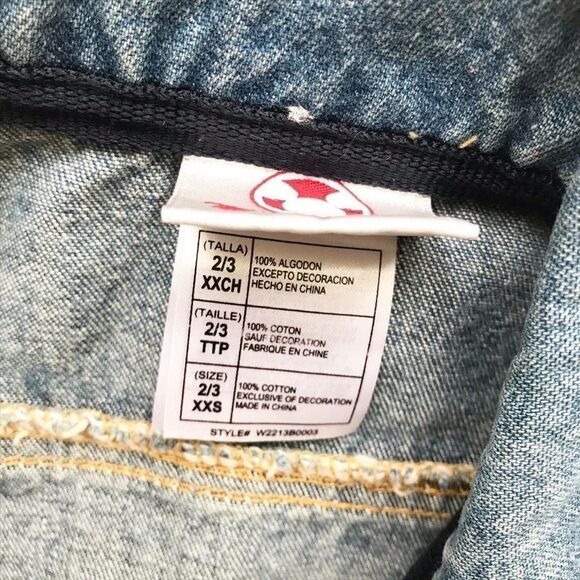 (TALLA)
2/3
XXCH
100% ALGODON
EXCEPTO DECORACION
HECHO EN CHINA
(TAILLE)
2/3
TTP
100% COTON
SAUF DECORATION
FABRIQUE EN CHINE
(SIZE)
2/3
XXS
100% COTTON
EXCLUSIVE OF DECORATION
MADE IN CHINA
STYLE# W2213B0003